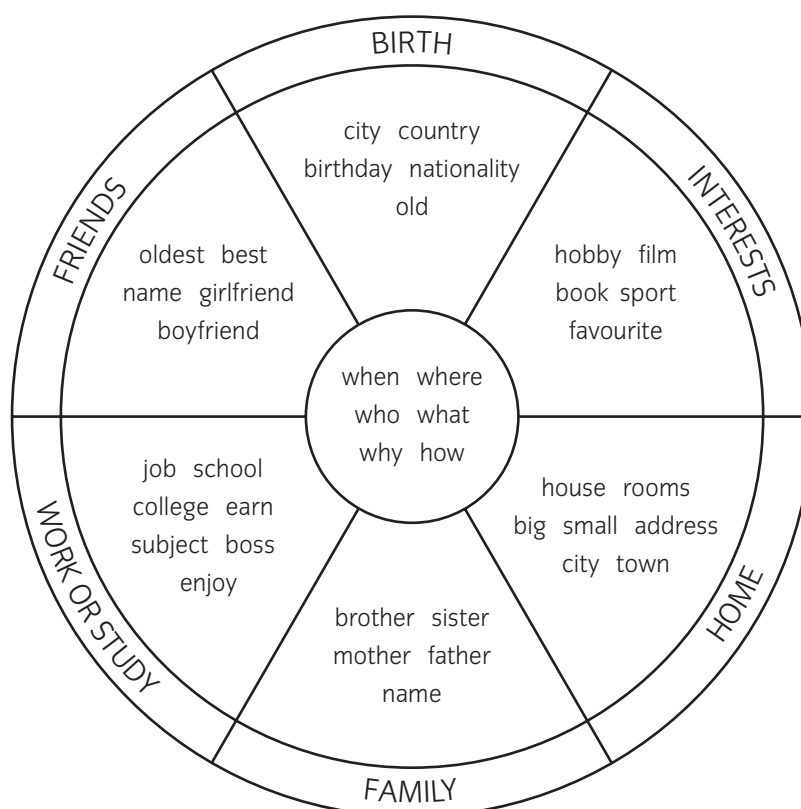 BIRTH
city country
birthday nationality
old
INTERESTS
hobby film
book sport
favourite
HOME
house rooms
big small address
city town
FAMILY
brother sister
mother father
name
WORK OR STUDY
job school
college earn
subject boss
enjoy
FRIENDS
oldest best
name girlfriend
boyfriend
when where
who what
why how